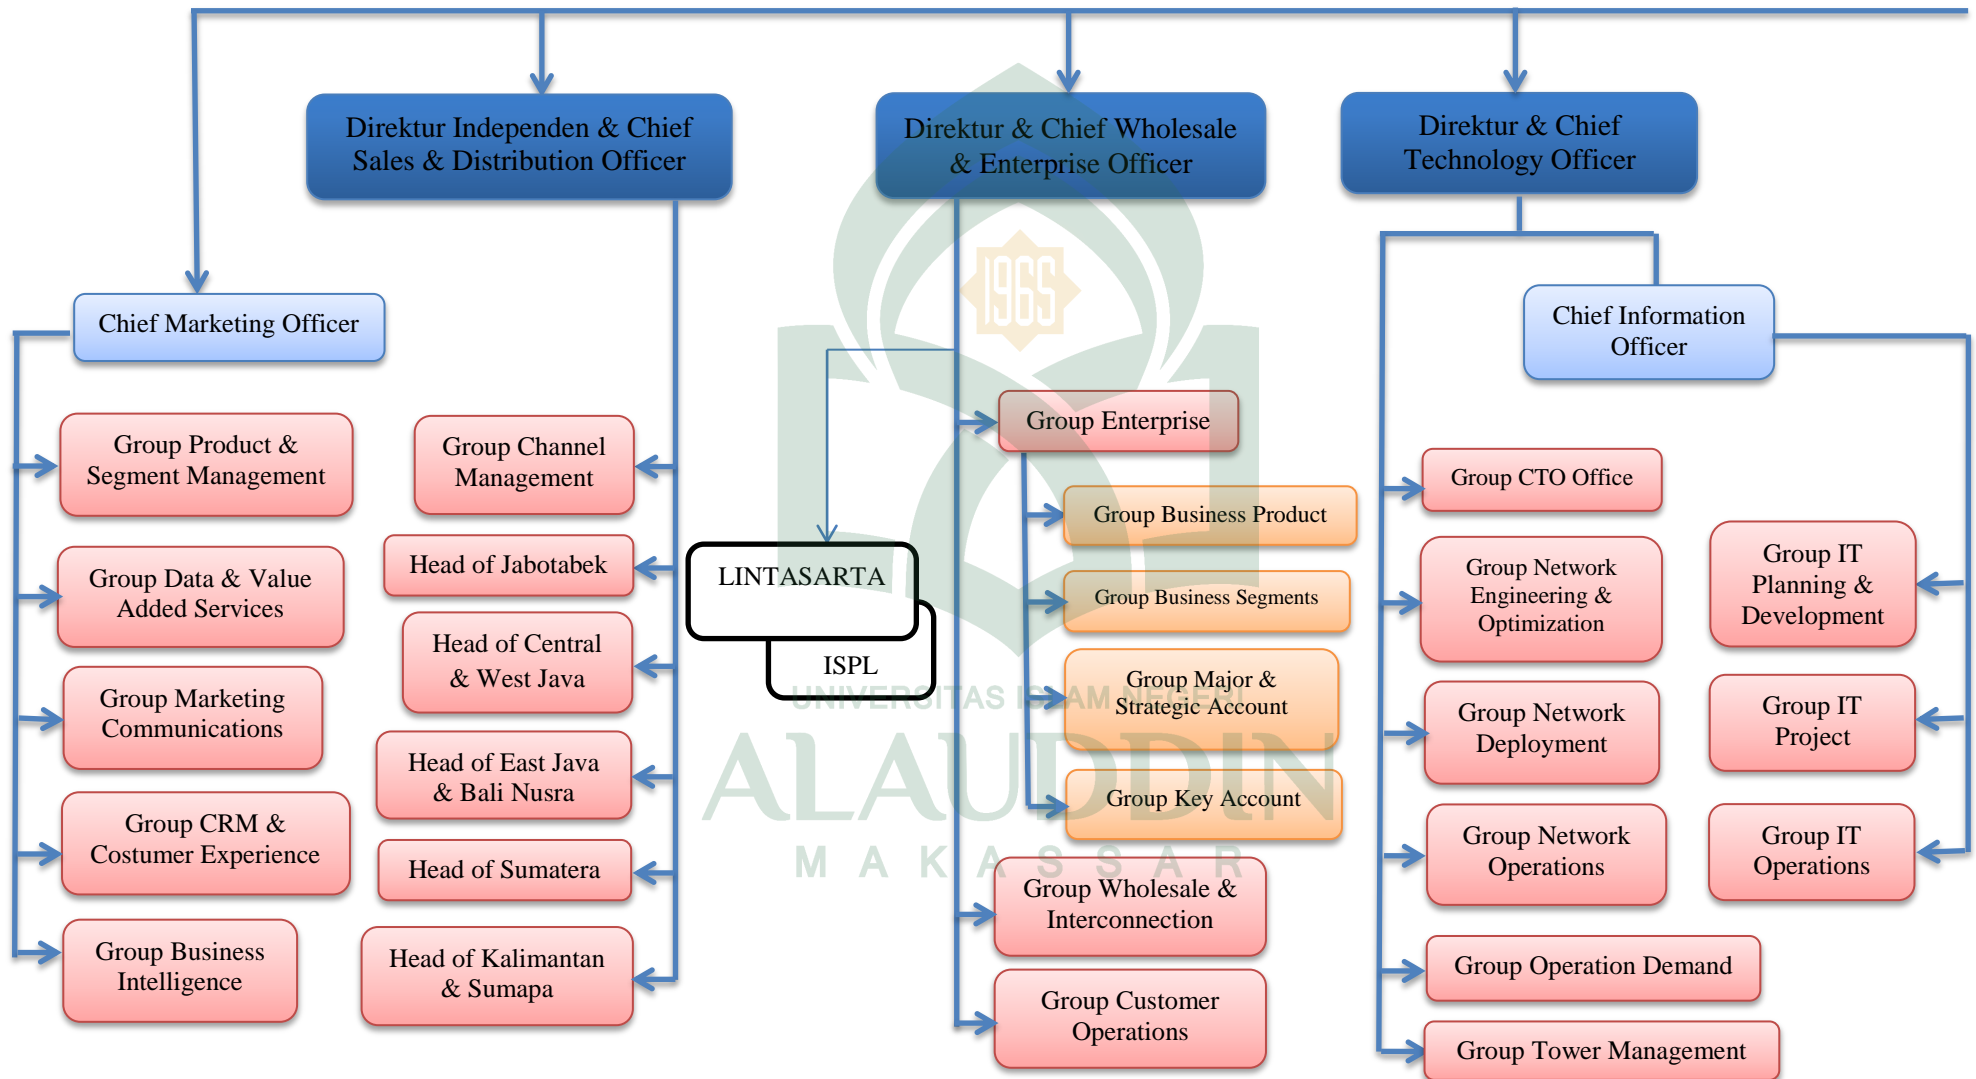 Direktur Independen & Chief
Sales & Distribution Officer
Direktur & Chief Wholesale
& Enterprise Officer
Direktur & Chief
Technology Officer
1965
Chief Marketing Officer
Chief Information
Officer
Group Product &
Segment Management
Group Data & Value
Added Services
Group Marketing
Communications
Group CRM &
Costumer Experience
Group Business
Intelligence
Group Channel
Management
Head of Jabotabek
Head of Central
& West Java
Head of East Java
& Bali Nusra
Head of Sumatera
Head of Kalimantan
& Sumapa
LINTASARTA
ISPL
Group Enterprise
Group Business Product
Group Business Segments
Group Major &
Strategic Account
Group Key Account
Group Wholesale &
Interconnection
Group Customer
Operations
Group CTO Office
Group Network
Engineering &
Optimization
Group Network
Deployment
Group Network
Operations
Group Operation Demand
Group Tower Management
Group IT
Planning &
Development
Group IT
Project
Group IT
Operations
UNIVERSITAS ISLAM NEGERI
ALAUDDIN
MAKASSAR